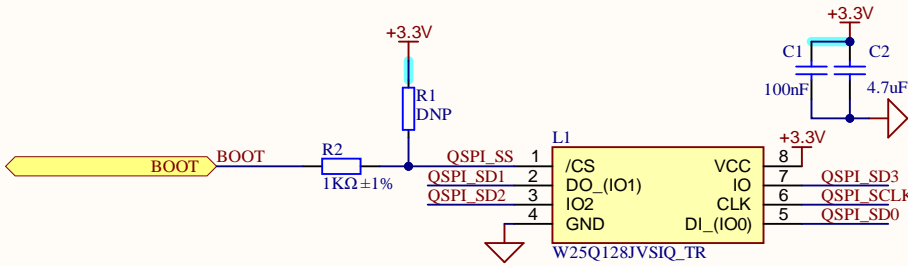 +3.3V
+3.3V
C1
C2
100nF
4.7uF
R1
DNP
L1
+3.3V
BOOT
BOOT
R2
1KΩ±1%
QSPI_SS
1
/CS
VCC
8
QSPI_SD1
2
DO_(IO1)
IO
7
QSPI_SD3
QSPI_SD2
3
IO2
CLK
6
QSPI_SCLK
4
GND
DI_(IO0)
5
QSPI_SD0
W25Q128JVSIQ_TR